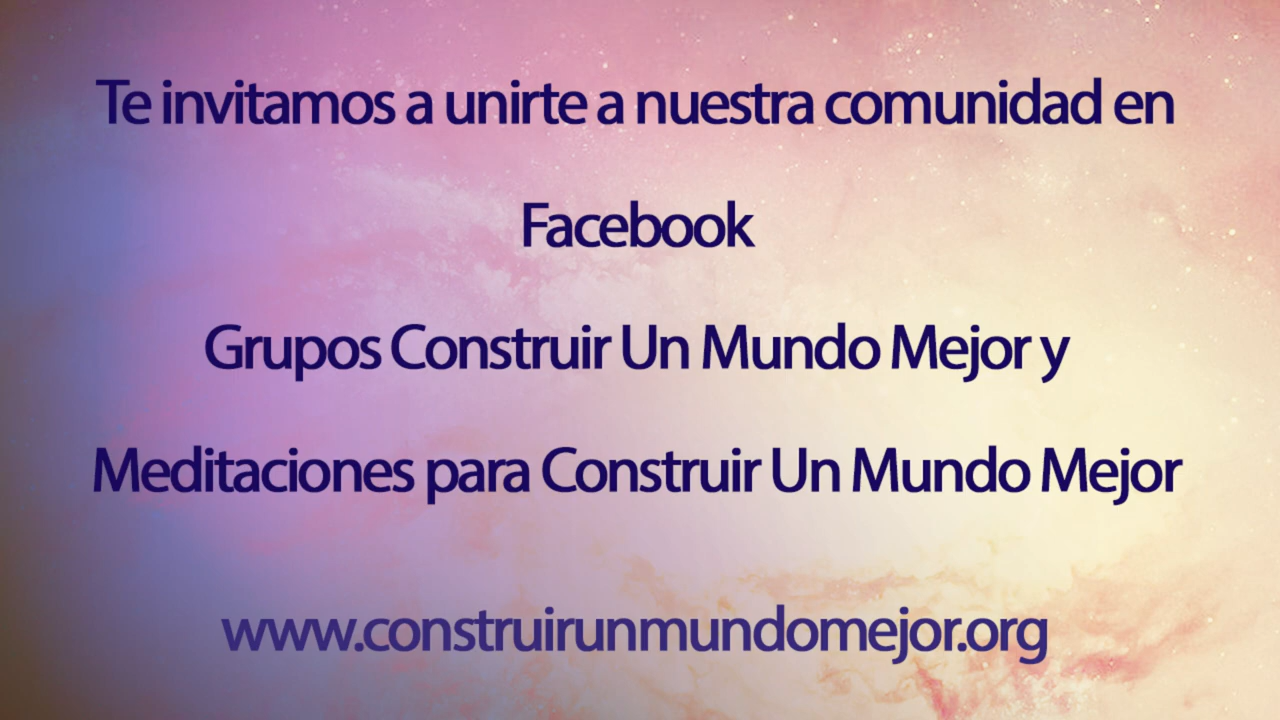 Te invitamos a unirte a nuestra comunidad en
Facebook
Grupos Construir Un Mundo Mejor y
Meditaciones para Construir Un Mundo Mejor
www.construirunmundomejor.org